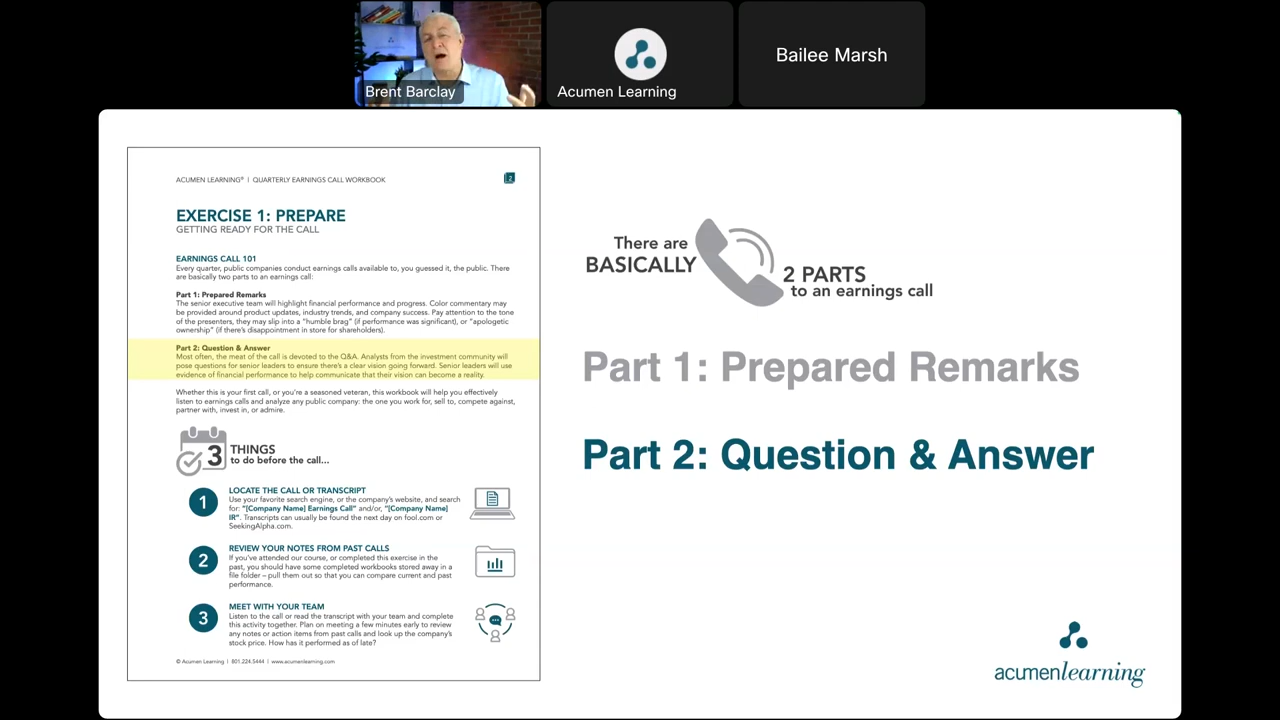 Brent Barclay
Acumen Learning
Bailee Marsh
ACUMEN LEARNING® | QUARTERLY EARNINGS CALL WORKBOOK
2
EXERCISE 1: PREPARE
GETTING READY FOR THE CALL
EARNINGS CALL 101
Every quarter, public companies conduct earnings calls available to, you guessed it, the public. There
are basically two parts to an earnings call:
Part 1: Prepared Remarks
The senior executive team will highlight financial performance and progress. Color commentary may
be provided around product updates, industry trends, and company success. Pay attention to the tone
of the presenters, they may slip into a "humble brag" (if performance was significant), or "apologetic
ownership" (if there's disappointment in store for shareholders).
Part 2: Question & Answer
Most often, the meat of the call is devoted to the Q&A. Analysts from the investment community will
pose questions for senior leaders to ensure there's a clear vision going forward. Senior leaders will use
evidence of financial performance to help communicate that their vision can become a reality.
Whether this is your first call, or you're a seasoned veteran, this workbook will help you effectively
listen to earnings calls and analyze any public company: the one you work for, sell to, compete against,
partner with, invest in, or admire.
3 THINGS
to do before the call...
1
LOCATE THE CALL OR TRANSCRIPT
Use your favorite search engine, or the company's website, and search
for: "[Company Name] Earnings Call" and/or, "[Company Name]
IR". Transcripts can usually be found the next day on fool.com or
SeekingAlpha.com.
2
REVIEW YOUR NOTES FROM PAST CALLS
If you've attended our course, or completed this exercise in the
past, you should have some completed workbooks stored away in a
file folder – pull them out so that you can compare current and past
performance.
3
MEET WITH YOUR TEAM
Listen to the call or read the transcript with your team and complete
this activity together. Plan on meeting a few minutes early to review
any notes or action items from past calls and look up the company's
stock price. How has it performed as of late?
© Acumen Learning | 801.224.5444 | www.acumenlearning.com
There are
BASICALLY
2 PARTS
to an earnings call
Part 1: Prepared Remarks
Part 2: Question & Answer
acumenlearning